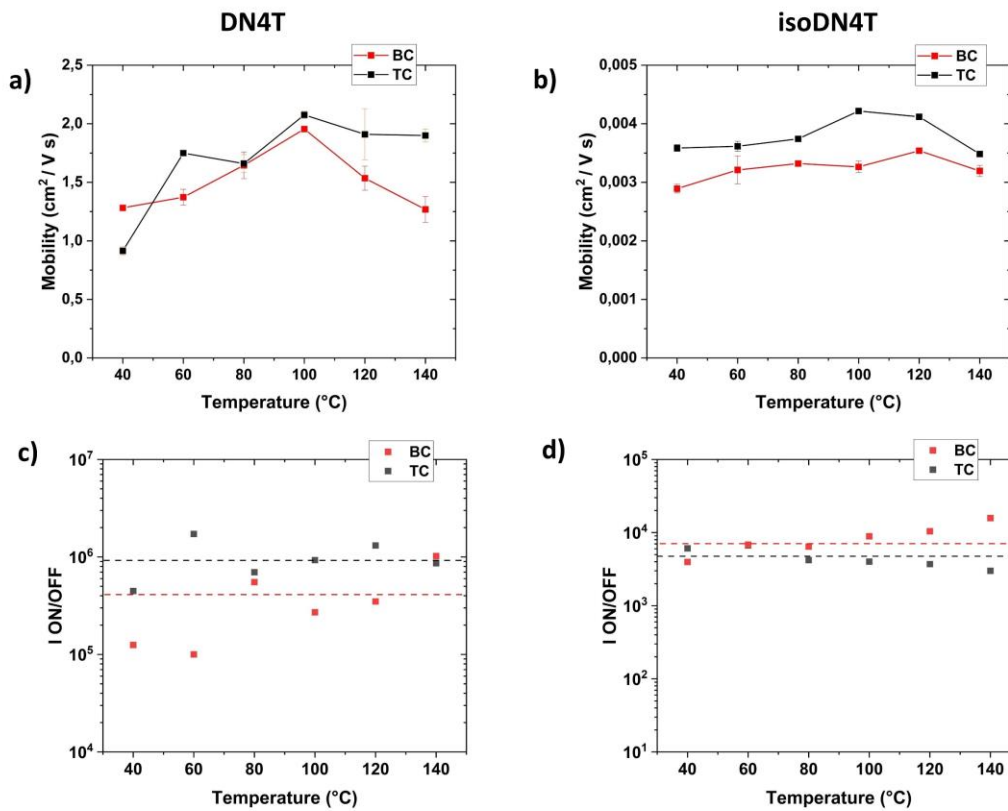 DN4T
isoDN4T
a)
BC
TC
Mobility (cm² / V s)
2,5
2,0
1,5
1,0
0,5
0,0
40 60 80 100 120 140
Temperature (°C)
b)
BC
TC
Mobility (cm² / V s)
0,005
0,004
0,003
0,002
0,001
0,000
40 60 80 100 120 140
Temperature (°C)
c)
BC
TC
I ON/OFF
10⁷
10⁶
10⁵
10⁴
40 60 80 100 120 140
Temperature (°C)
d)
BC
TC
I ON/OFF
10⁵
10⁴
10³
10²
10¹
40 60 80 100 120 140
Temperature (°C)